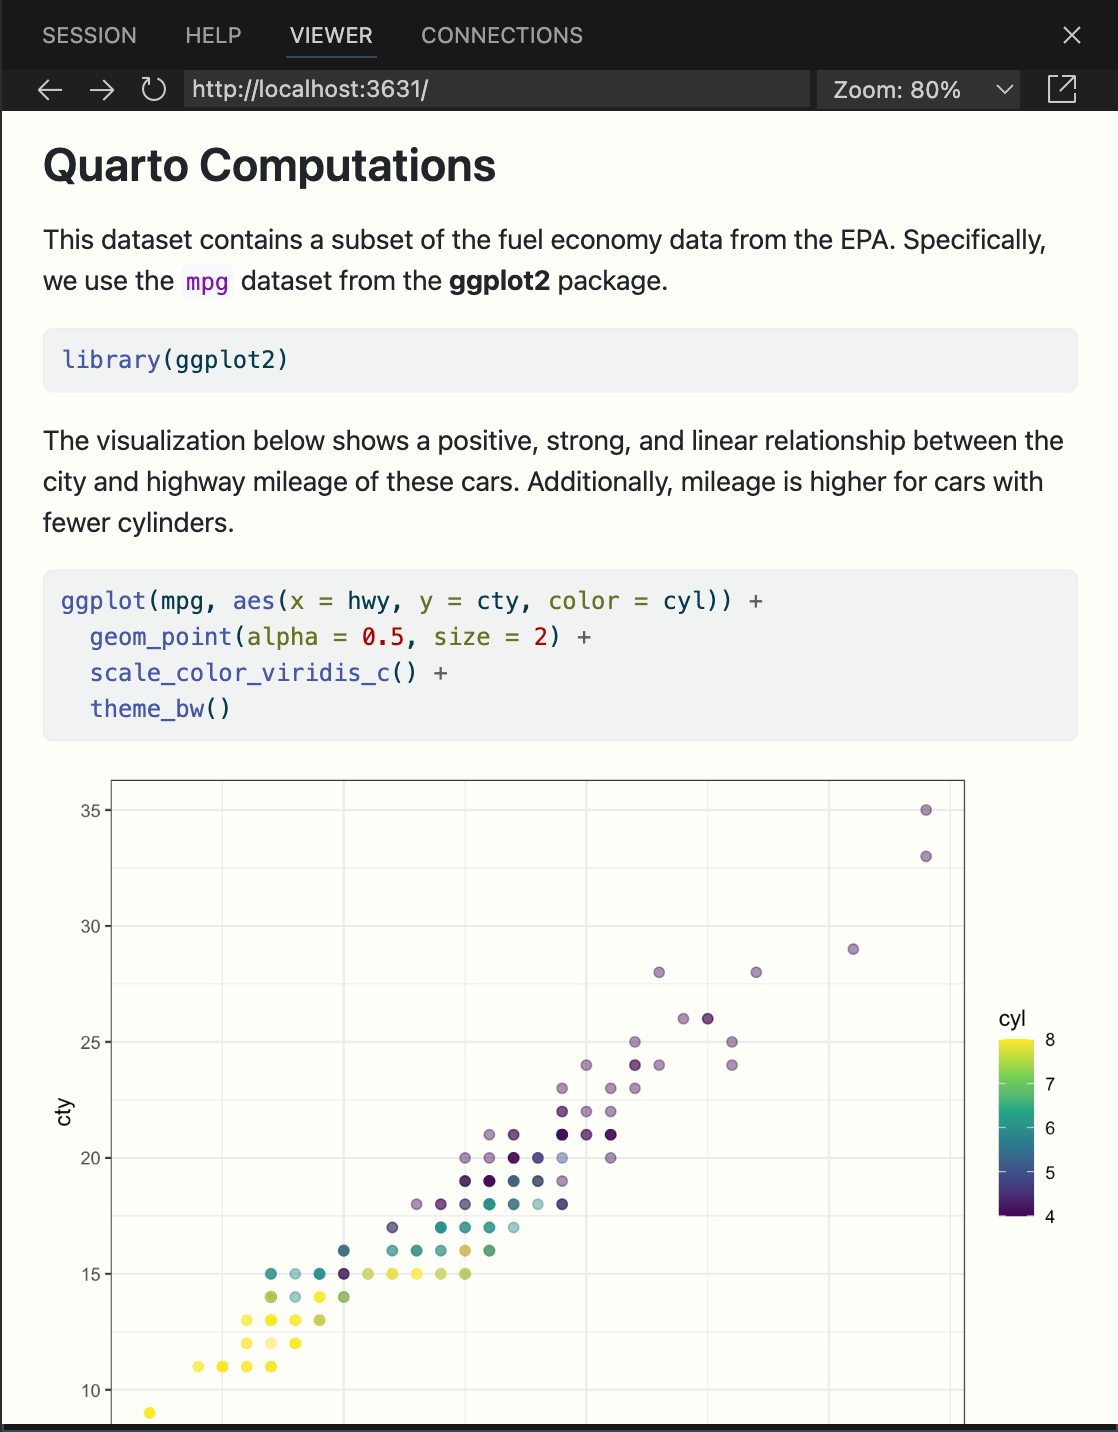 SESSION HELP VIEWER CONNECTIONS
http://localhost:3631/ Zoom: 80%
Quarto Computations
This dataset contains a subset of the fuel economy data from the EPA. Specifically,
we use the mpg dataset from the ggplot2 package.
library(ggplot2)
The visualization below shows a positive, strong, and linear relationship between the
city and highway mileage of these cars. Additionally, mileage is higher for cars with
fewer cylinders.
ggplot(mpg, aes(x = hwy, y = cty, color = cyl)) +
  geom_point(alpha = 0.5, size = 2) +
  scale_color_viridis_c() +
  theme_bw()
35
30
25
20
15
10
cty
cyl
8
7
6
5
4